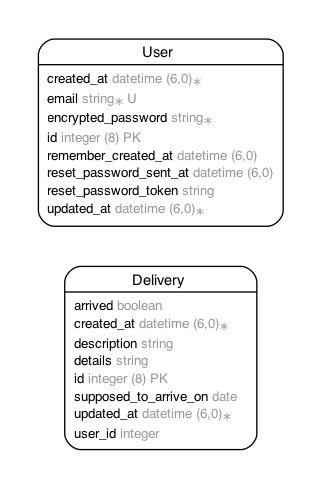 User
created_at datetime (6,0)∗
email string∗ U
encrypted_password string∗
id integer (8) PK
remember_created_at datetime (6,0)
reset_password_sent_at datetime (6,0)
reset_password_token string
updated_at datetime (6,0)∗
Delivery
arrived boolean
created_at datetime (6,0)∗
description string
details string
id integer (8) PK
supposed_to_arrive_on date
updated_at datetime (6,0)∗
user_id integer